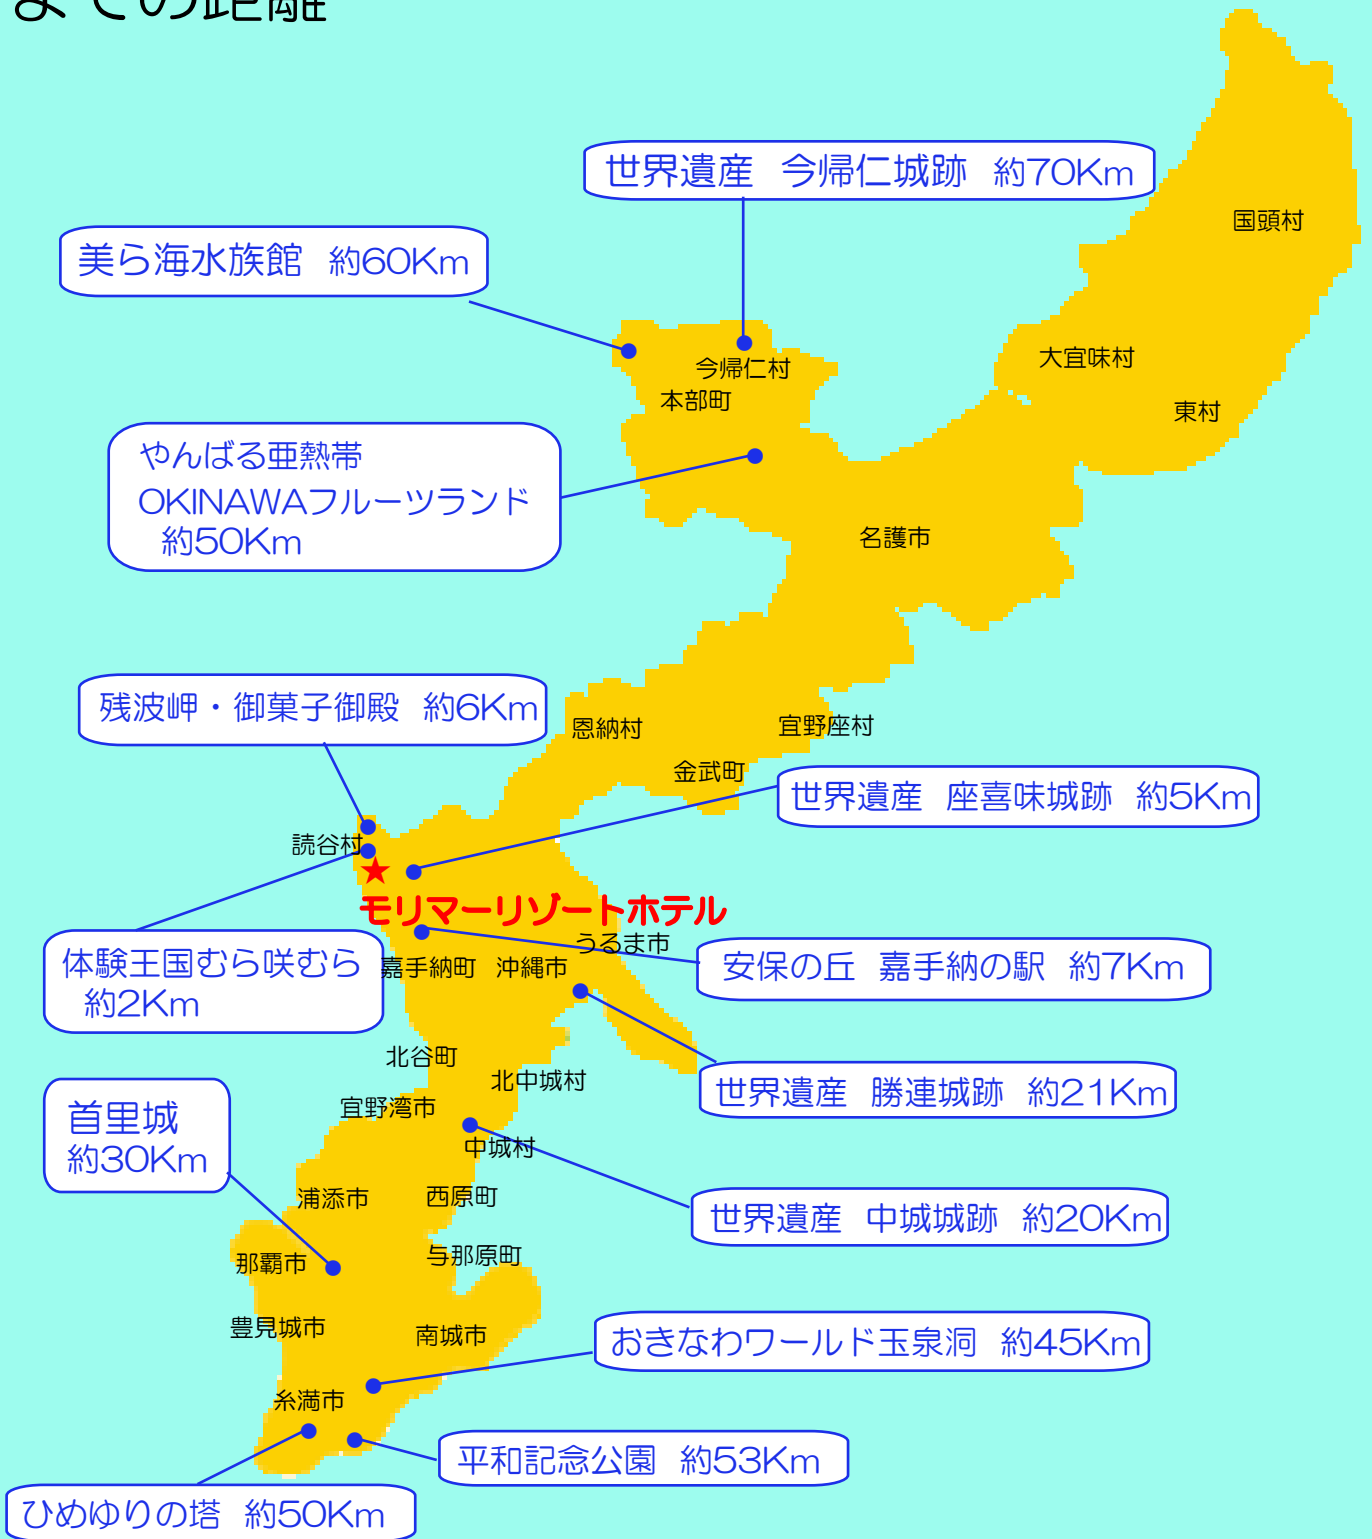 までの距離
世界遺産　今帰仁城跡　約70Km
国頭村
美ら海水族館　約60Km
今帰仁村
大宜味村
本部町
東村
やんばる亜熱帯
OKINAWAフルーツランド
約50Km
名護市
残波岬・御菓子御殿　約6Km
恩納村
宜野座村
金武町
世界遺産　座喜味城跡　約5Km
読谷村
モリマーリゾートホテル
うるま市
体験王国むら咲むら
約2Km
嘉手納町
沖縄市
安保の丘　嘉手納の駅　約7Km
北谷町
北中城村
世界遺産　勝連城跡　約21Km
首里城
約30Km
宜野湾市
中城村
浦添市
西原町
世界遺産　中城城跡　約20Km
那覇市
与那原町
豊見城市
南城市
おきなわワールド玉泉洞　約45Km
糸満市
平和記念公園　約53Km
ひめゆりの塔　約50Km